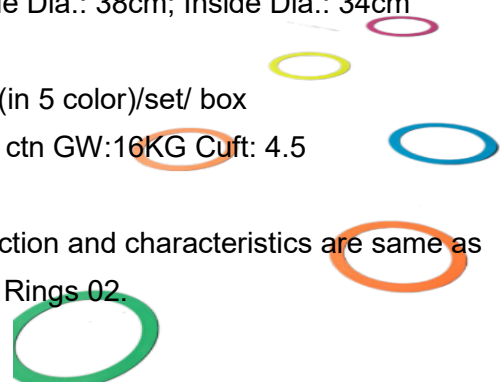 e Dia.: 38cm; Inside Dia.: 34cm
(in 5 color)/set/ box
ctn GW:16KG Cuft: 4.5
ction and characteristics are same as
Rings 02.